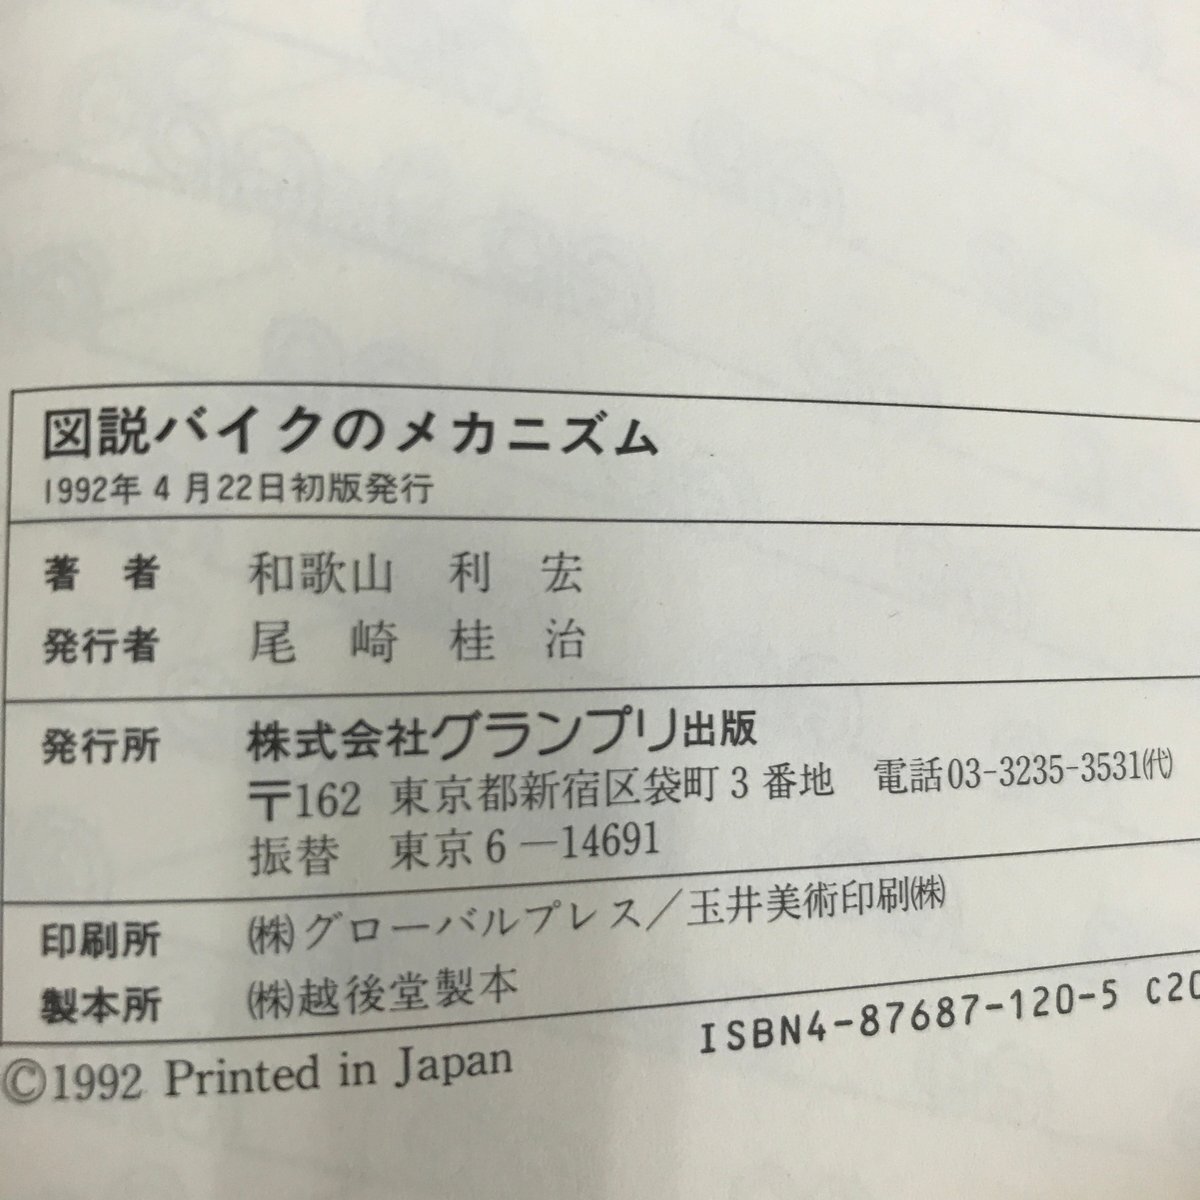 図説バイクのメカニズム
1992年4月22日初版発行
著 者 和歌山 利 宏
発行者 尾 崎 桂 治
発行所 株式会社グランプリ出版
〒162 東京都新宿区袋町3番地 電話03-3235-3531㈹
振替 東京6-14691
印刷所 ㈱グローバルプレス/玉井美術印刷㈱
製本所 ㈱越後堂製本
ISBN4-87687-120-5 C20
©1992 Printed in Japan